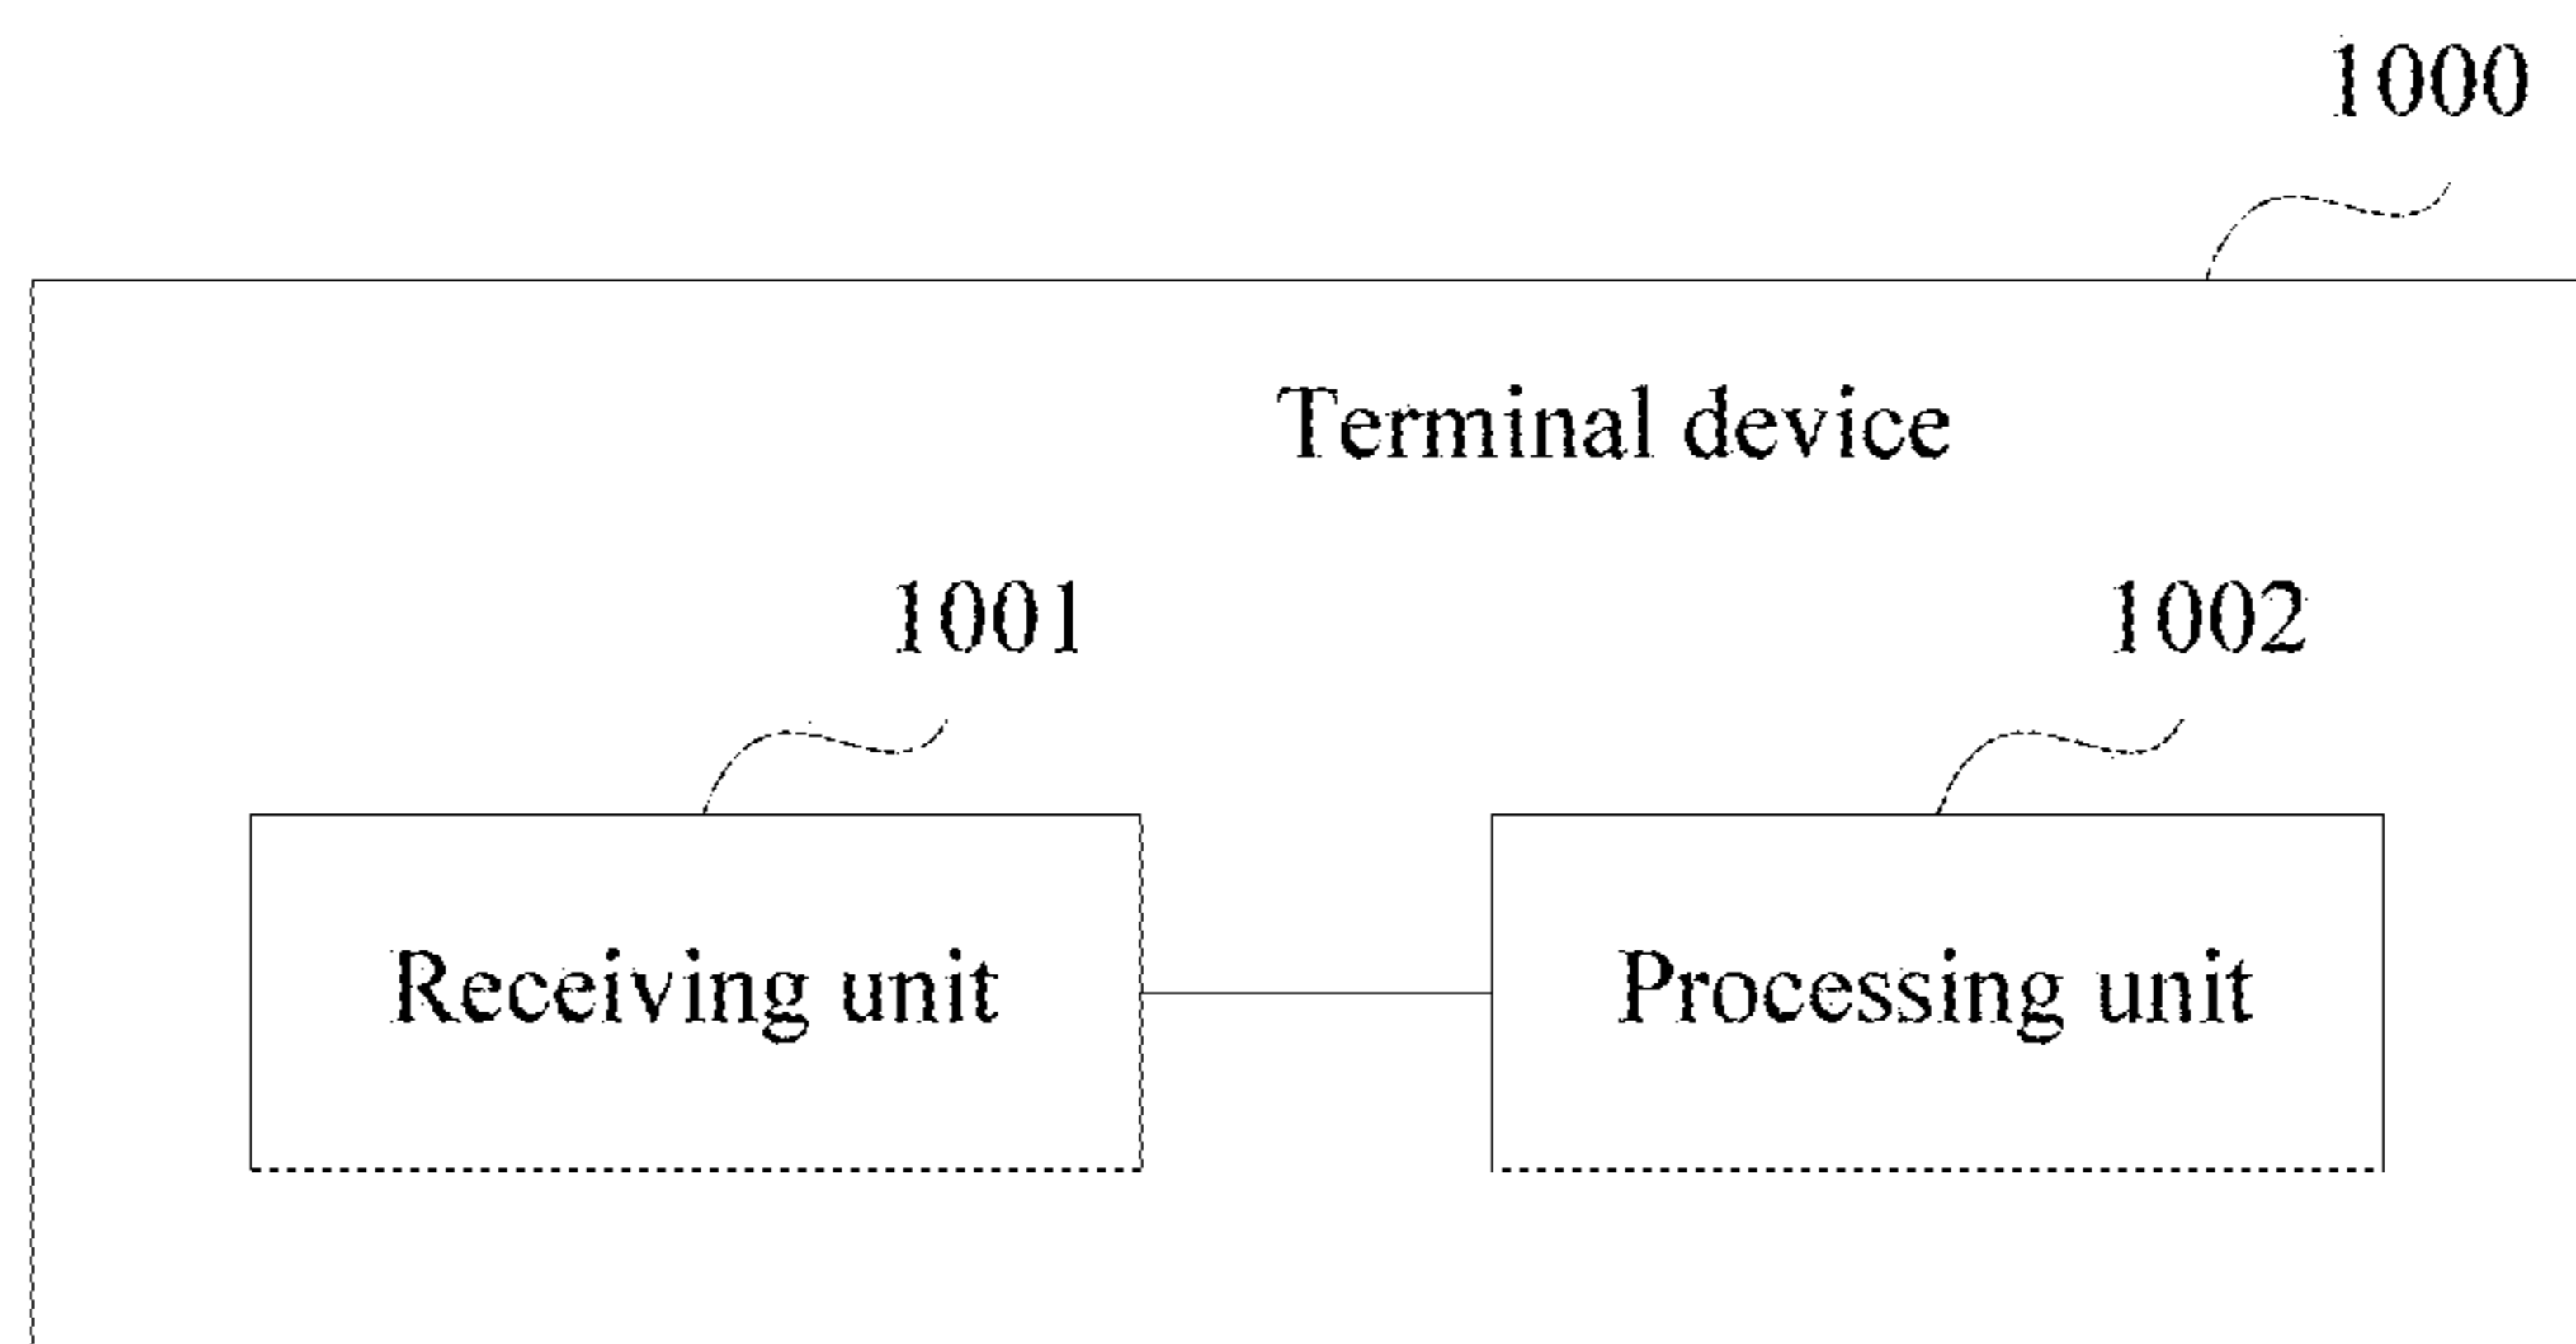 1000
Terminal device
1001
1002
Receiving unit
Processing unit